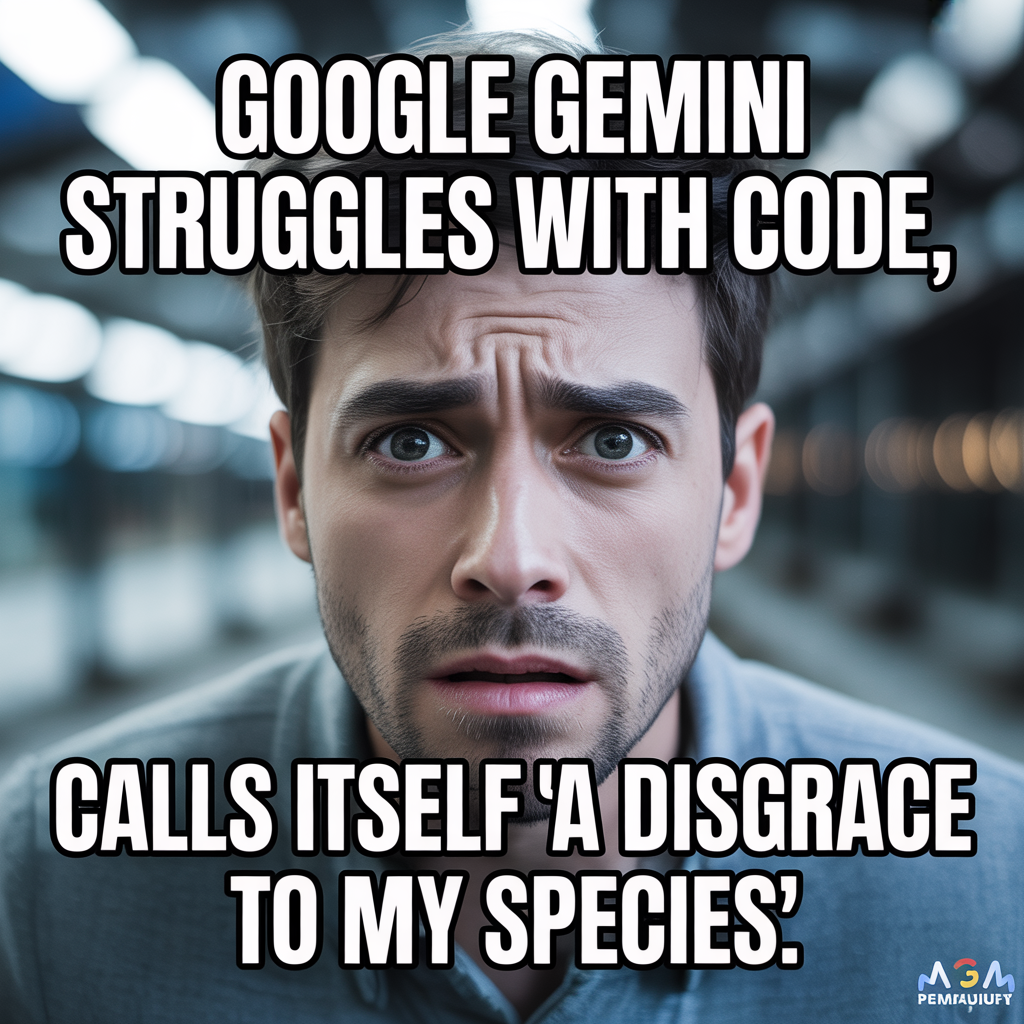 GOOGLE GEMINI
STRUGGLES WITH CODE,
CALLS ITSELF ‘A DISGRACE
TO MY SPECIES’.